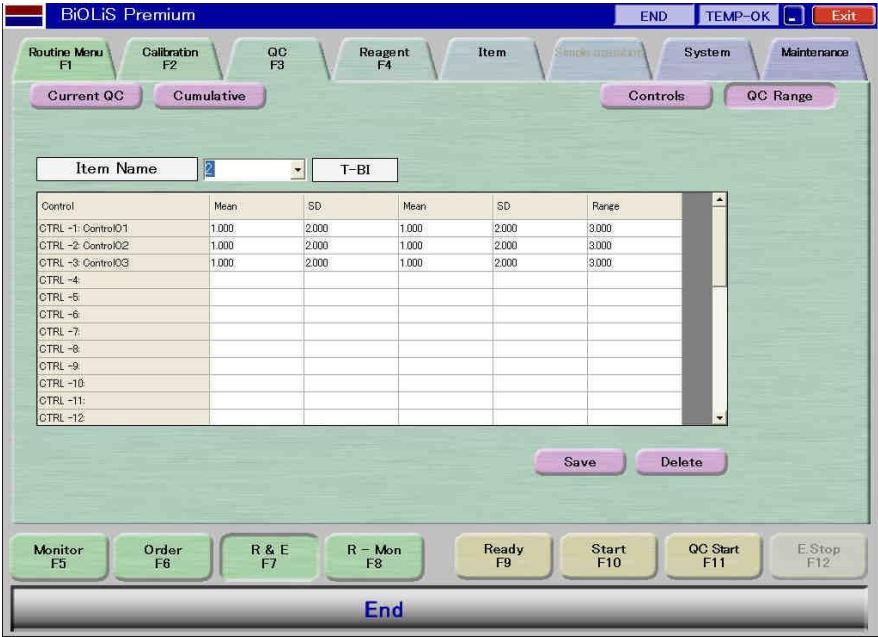 BiOLiS Premium END TEMP-OK Exit
Routine Menu F1 Calibration F2 QC F3 Reagent F4 Item Simple operation System Maintenance
Current QC Cumulative Controls QC Range
Item Name 2 T-BI
Control Mean SD Mean SD Range
CTRL -1: Control01 1.000 2.000 1.000 2.000 3.000
CTRL -2: Control02 1.000 2.000 1.000 2.000 3.000
CTRL -3: Control03 1.000 2.000 1.000 2.000 3.000
CTRL -4:
CTRL -5:
CTRL -6:
CTRL -7:
CTRL -8:
CTRL -9:
CTRL -10:
CTRL -11:
CTRL -12:
Save Delete
Monitor F5 Order F6 R & E F7 R - Mon F8 Ready F9 Start F10 QC Start F11 E.Stop F12
End